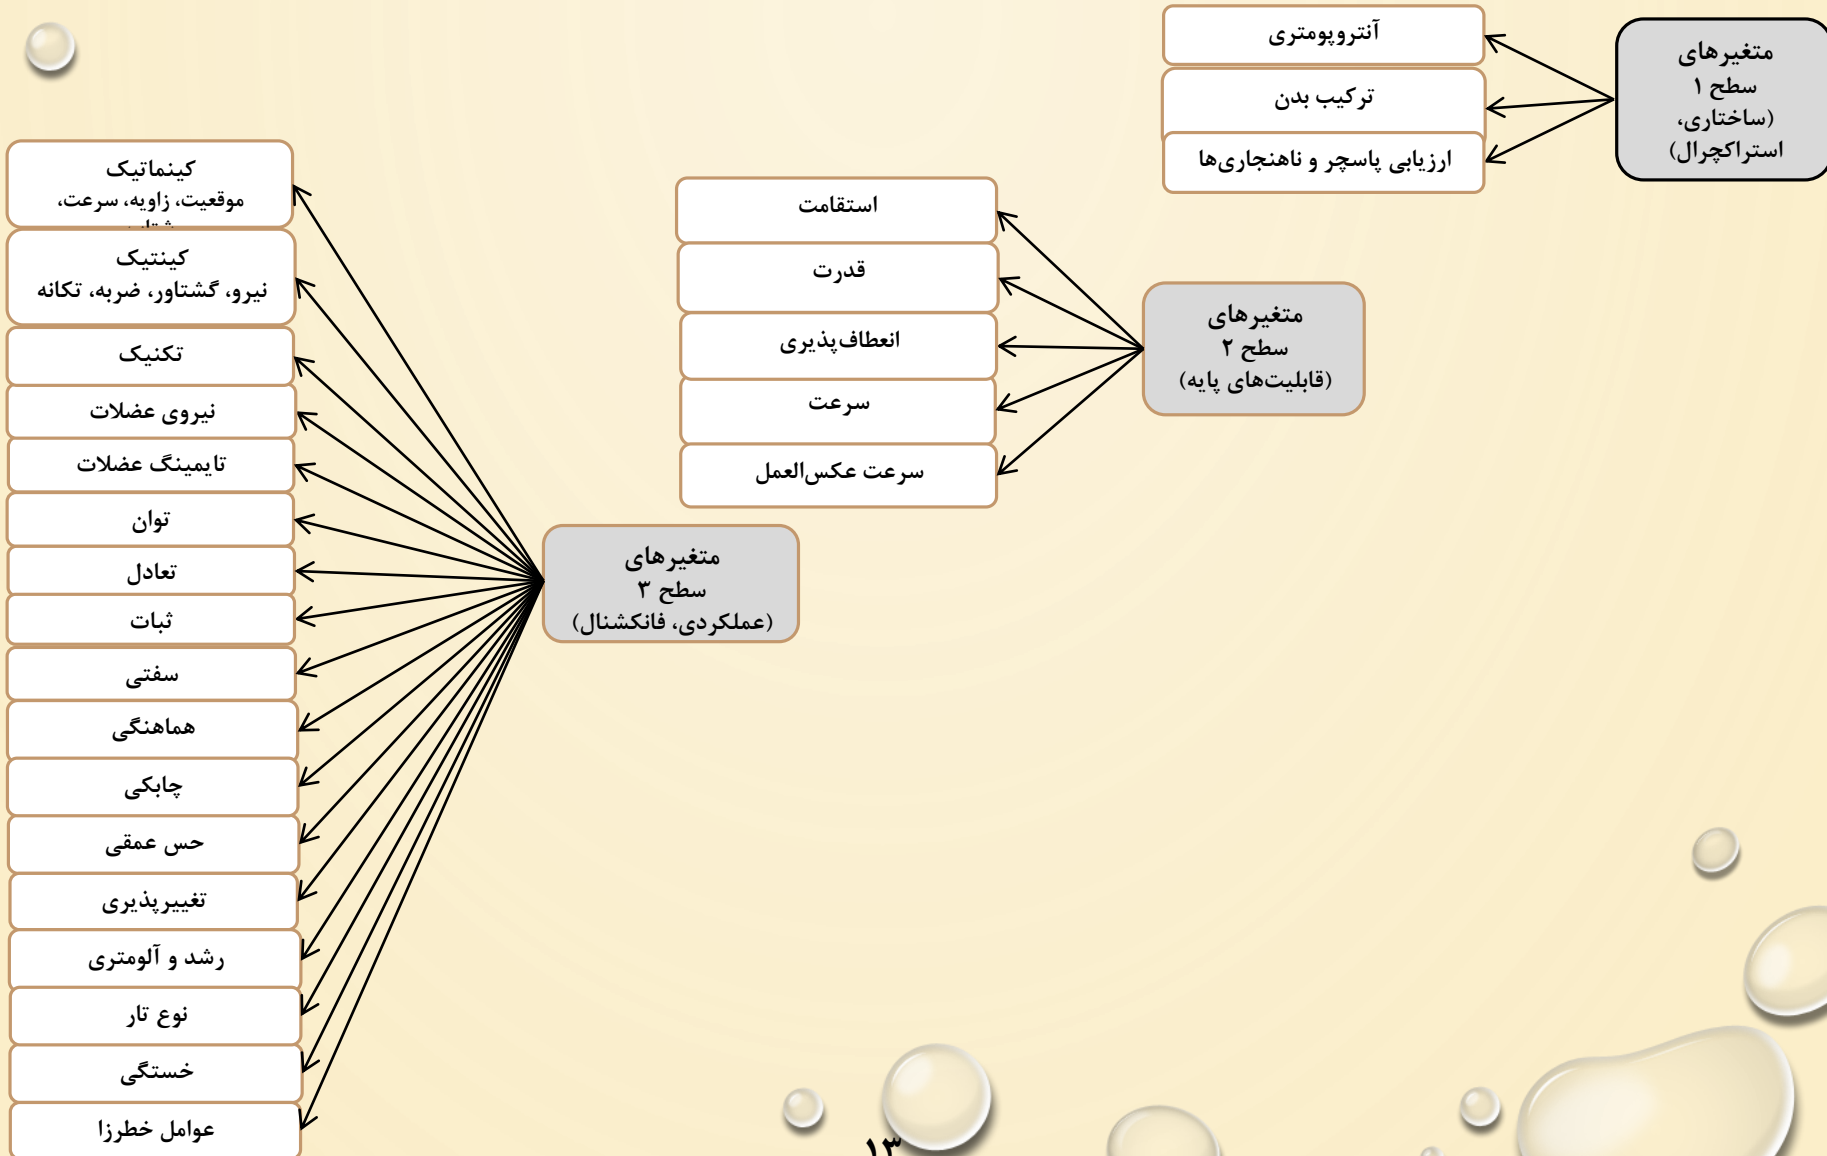 متغیرهای
سطح ۱
(ساختاری،
استراکچرال)
آنتروپومتری
ترکیب بدن
ارزیابی پاسچر و ناهنجاری‌ها
متغیرهای
سطح ۲
(قابلیت‌های پایه)
استقامت
قدرت
انعطاف‌پذیری
سرعت
سرعت عکس‌العمل
متغیرهای
سطح ۳
(عملکردی، فانکشنال)
کینماتیک
موقعیت، زاویه، سرعت،
کینتیک
نیرو، گشتاور، ضربه، تکانه
تکنیک
نیروی عضلات
تایمینگ عضلات
توان
تعادل
ثبات
سفتی
هماهنگی
چابکی
حس عمقی
تغییرپذیری
رشد و آلومتری
نوع تار
خستگی
عوامل خطرزا
۱۳